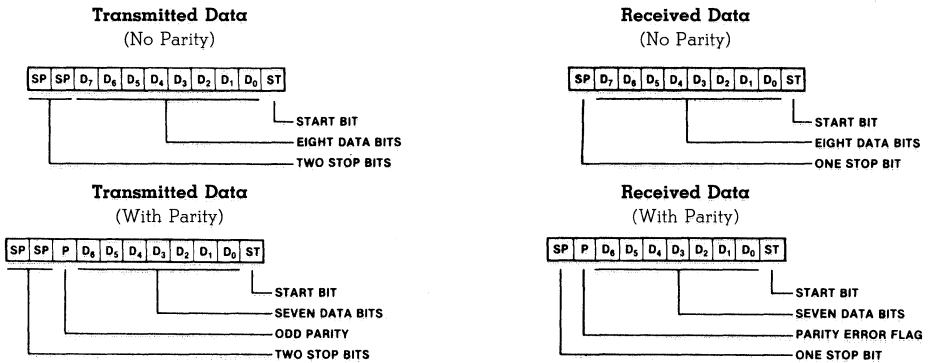 Transmitted Data
(No Parity)
SP SP D7 D6 D5 D4 D3 D2 D1 D0 ST
START BIT
EIGHT DATA BITS
TWO STOP BITS
Received Data
(No Parity)
SP D7 D6 D5 D4 D3 D2 D1 D0 ST
START BIT
EIGHT DATA BITS
ONE STOP BIT
Transmitted Data
(With Parity)
SP SP P D6 D5 D4 D3 D2 D1 D0 ST
START BIT
SEVEN DATA BITS
ODD PARITY
TWO STOP BITS
Received Data
(With Parity)
SP P D6 D5 D4 D3 D2 D1 D0 ST
START BIT
SEVEN DATA BITS
PARITY ERROR FLAG
ONE STOP BIT